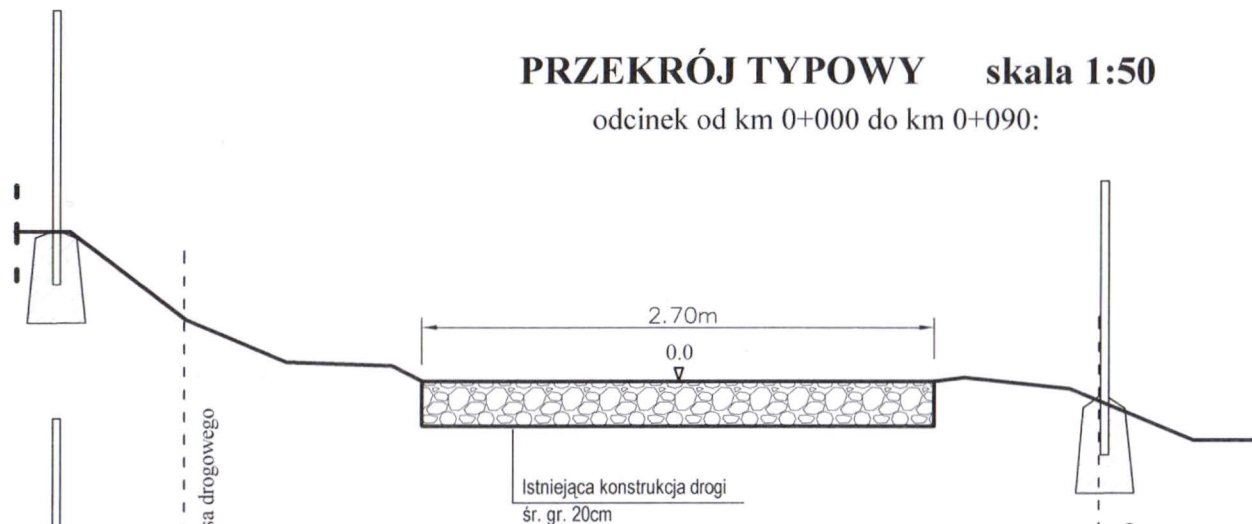 PRZEKRÓJ TYPOWY skala 1:50
odcinek od km 0+000 do km 0+090:
2.70m
0.0
drogowego
Istniejąca konstrukcja drogi
śr. gr. 20cm